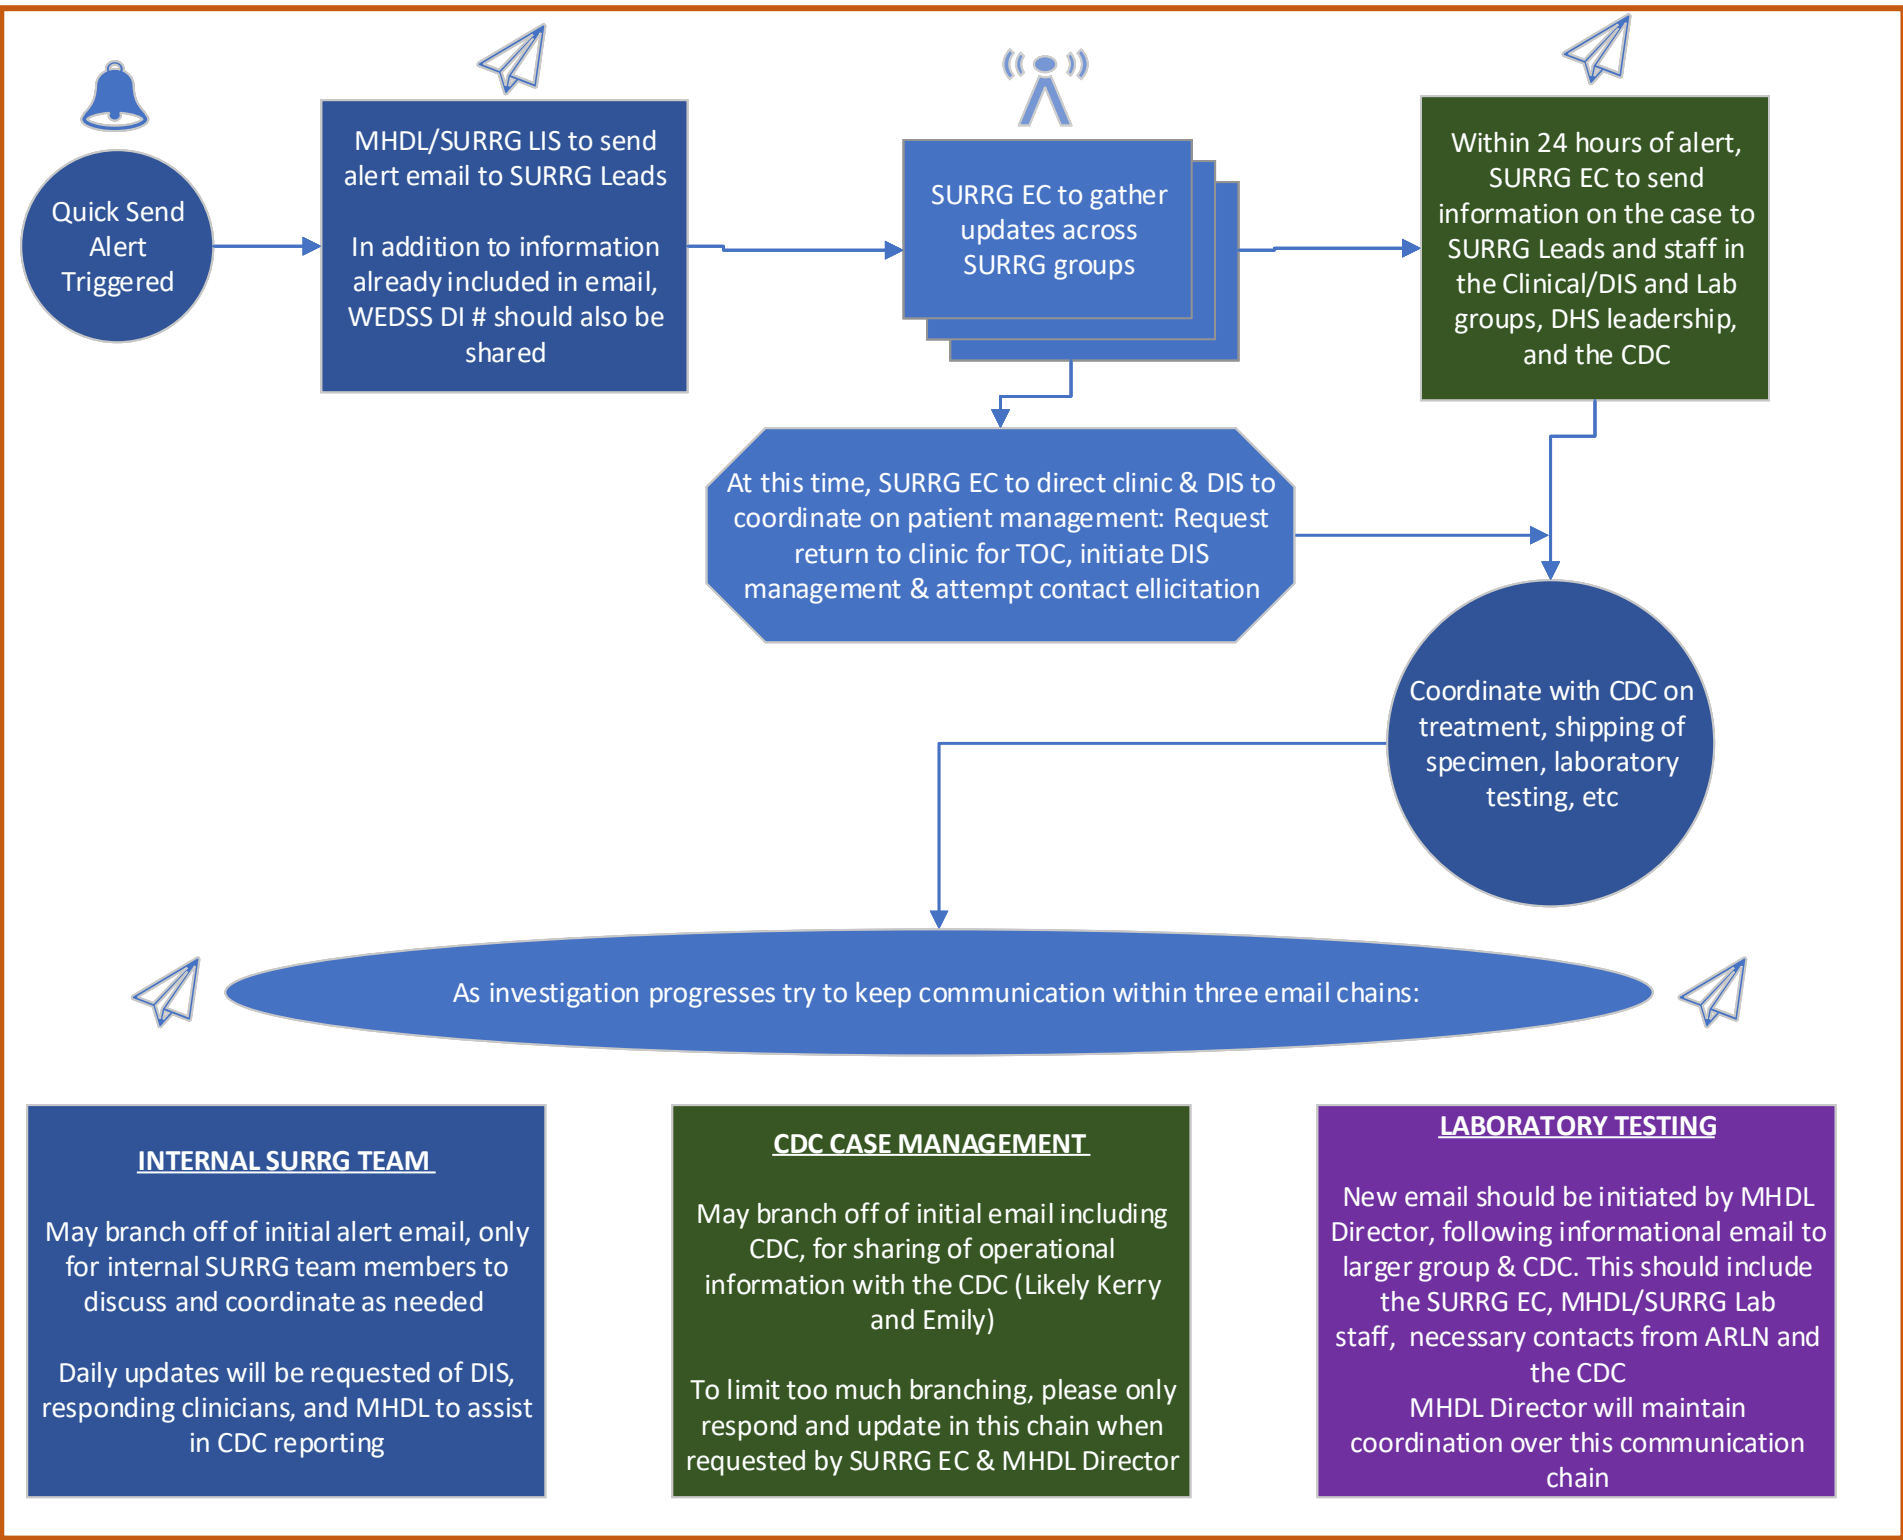 Quick Send
Alert
Triggered
MHDL/SURRG LIS to send
alert email to SURRG Leads
In addition to information
already included in email,
WEDSS DI # should also be
shared
SURRG EC to gather
updates across
SURRG groups
Within 24 hours of alert,
SURRG EC to send
information on the case to
SURRG Leads and staff in
the Clinical/DIS and Lab
groups, DHS leadership,
and the CDC
At this time, SURRG EC to direct clinic & DIS to
coordinate on patient management: Request
return to clinic for TOC, initiate DIS
management & attempt contact ellicitation
Coordinate with CDC on
treatment, shipping of
specimen, laboratory
testing, etc
As investigation progresses try to keep communication within three email chains:
INTERNAL SURRG TEAM
May branch off of initial alert email, only
for internal SURRG team members to
discuss and coordinate as needed
Daily updates will be requested of DIS,
responding clinicians, and MHDL to assist
in CDC reporting
CDC CASE MANAGEMENT
May branch off of initial email including
CDC, for sharing of operational
information with the CDC (Likely Kerry
and Emily)
To limit too much branching, please only
respond and update in this chain when
requested by SURRG EC & MHDL Director
LABORATORY TESTING
New email should be initiated by MHDL
Director, following informational email to
larger group & CDC. This should include
the SURRG EC, MHDL/SURRG Lab
staff, necessary contacts from ARLN and
the CDC
MHDL Director will maintain
coordination over this communication
chain